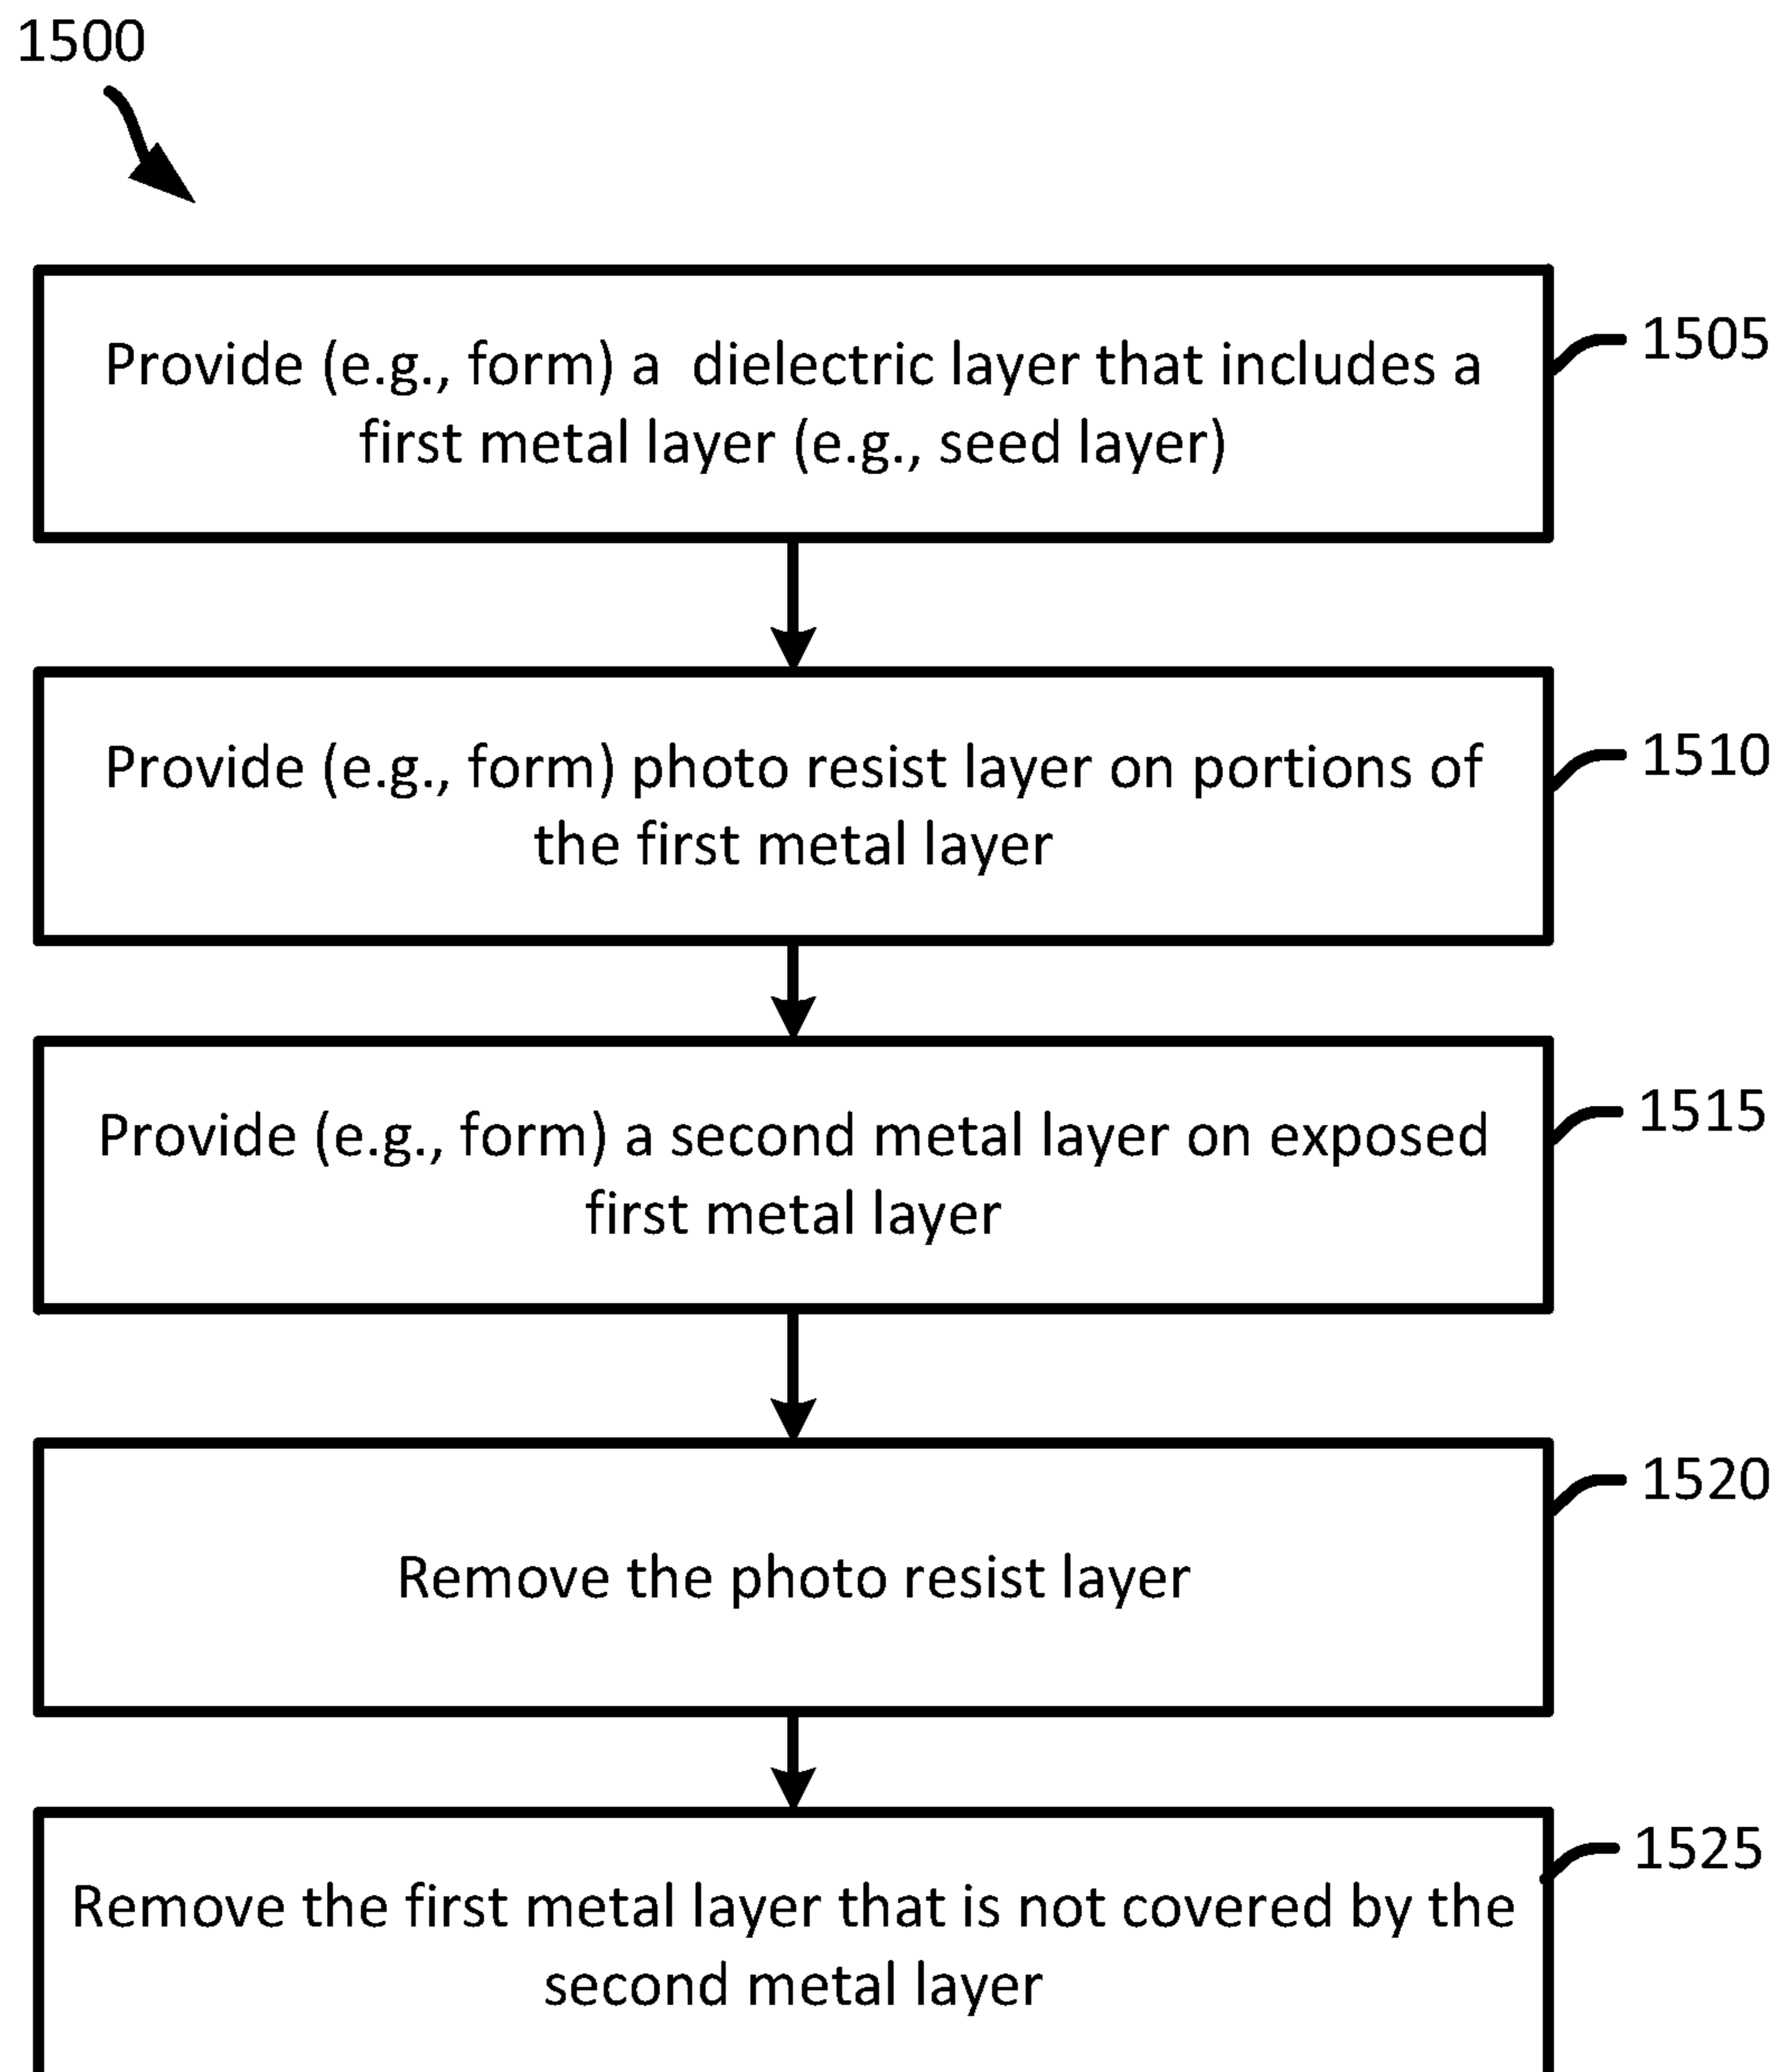 1500
Provide (e.g., form) a  dielectric layer that includes a
first metal layer (e.g., seed layer)
1505
Provide (e.g., form) photo resist layer on portions of
the first metal layer
1510
Provide (e.g., form) a second metal layer on exposed
first metal layer
1515
Remove the photo resist layer
1520
Remove the first metal layer that is not covered by the
second metal layer
1525